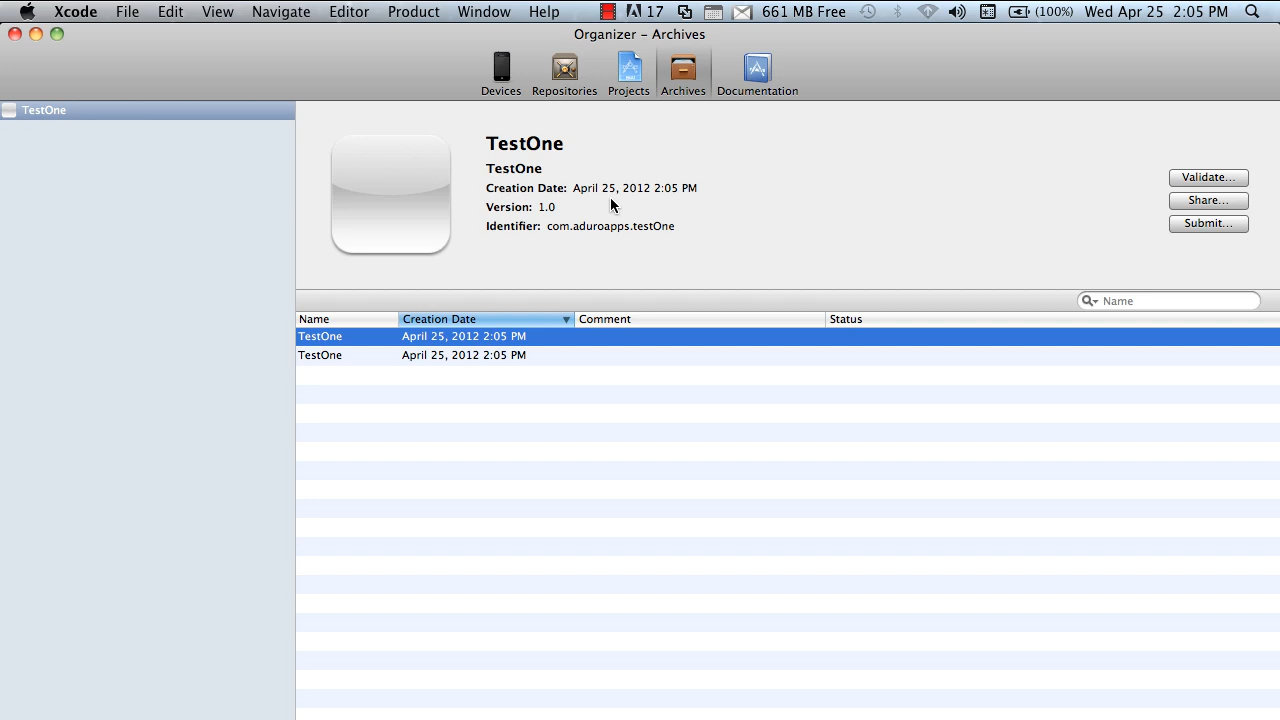 Xcode File Edit View Navigate Editor Product Window Help 17 661 MB Free (100%) Wed Apr 25 2:05 PM
Organizer – Archives
Devices Repositories Projects Archives Documentation
TestOne
TestOne
TestOne
Creation Date: April 25, 2012 2:05 PM
Version: 1.0
Identifier: com.aduroapps.testOne
Validate...
Share...
Submit...
Name
Name Creation Date Comment Status
TestOne April 25, 2012 2:05 PM
TestOne April 25, 2012 2:05 PM